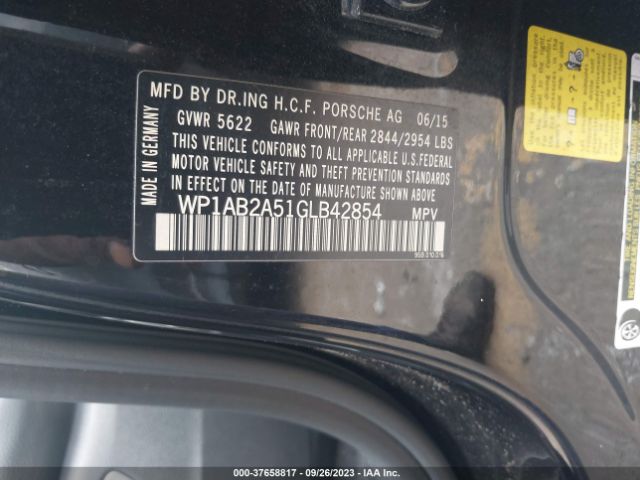 MFD BY DR.ING H.C.F. PORSCHE AG 06/15
GVWR 5622 GAWR FRONT/REAR 2844/2954 LBS
THIS VEHICLE CONFORMS TO ALL APPLICABLE U.S.FEDERAL
MOTOR VEHICLE SAFETY AND THEFT PREVENTION STANDARDS
IN EFFECT ON THE DATE OF MANUFACTURE SHOWN ABOVE
WP1AB2A51GLB42854 MPV
MADE IN GERMANY
000-37658817 - 09/26/2023 - IAA Inc.